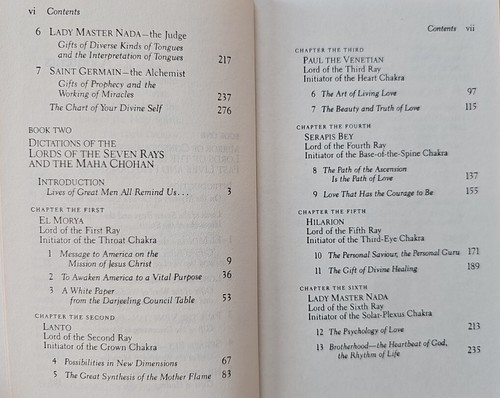 vi Contents
6 LADY MASTER NADA—the Judge
Gifts of Diverse Kinds of Tongues
and the Interpretation of Tongues 217
7 SAINT GERMAIN—the Alchemist
Gifts of Prophecy and the
Working of Miracles 237
The Chart of Your Divine Self 276
BOOK TWO
DICTATIONS OF THE
LORDS OF THE SEVEN RAYS
AND THE MAHA CHOHAN
INTRODUCTION
Lives of Great Men All Remind Us . . . 3
CHAPTER THE FIRST
EL MORYA
Lord of the First Ray
Initiator of the Throat Chakra
1 Message to America on the
Mission of Jesus Christ 9
2 To Awaken America to a Vital Purpose 36
3 A White Paper
from the Darjeeling Council Table 53
CHAPTER THE SECOND
LANTO
Lord of the Second Ray
Initiator of the Crown Chakra
4 Possibilities in New Dimensions 67
5 The Great Synthesis of the Mother Flame 83
Contents vii
CHAPTER THE THIRD
PAUL THE VENETIAN
Lord of the Third Ray
Initiator of the Heart Chakra
6 The Art of Living Love 97
7 The Beauty and Truth of Love 115
CHAPTER THE FOURTH
SERAPIS BEY
Lord of the Fourth Ray
Initiator of the Base-of-the-Spine Chakra
8 The Path of the Ascension
Is the Path of Love 137
9 Love That Has the Courage to Be 155
CHAPTER THE FIFTH
HILARION
Lord of the Fifth Ray
Initiator of the Third-Eye Chakra
10 The Personal Saviour, the Personal Guru 171
11 The Gift of Divine Healing 189
CHAPTER THE SIXTH
LADY MASTER NADA
Lord of the Sixth Ray
Initiator of the Solar-Plexus Chakra
12 The Psychology of Love 213
13 Brotherhood—the Heartbeat of God,
the Rhythm of Life 235